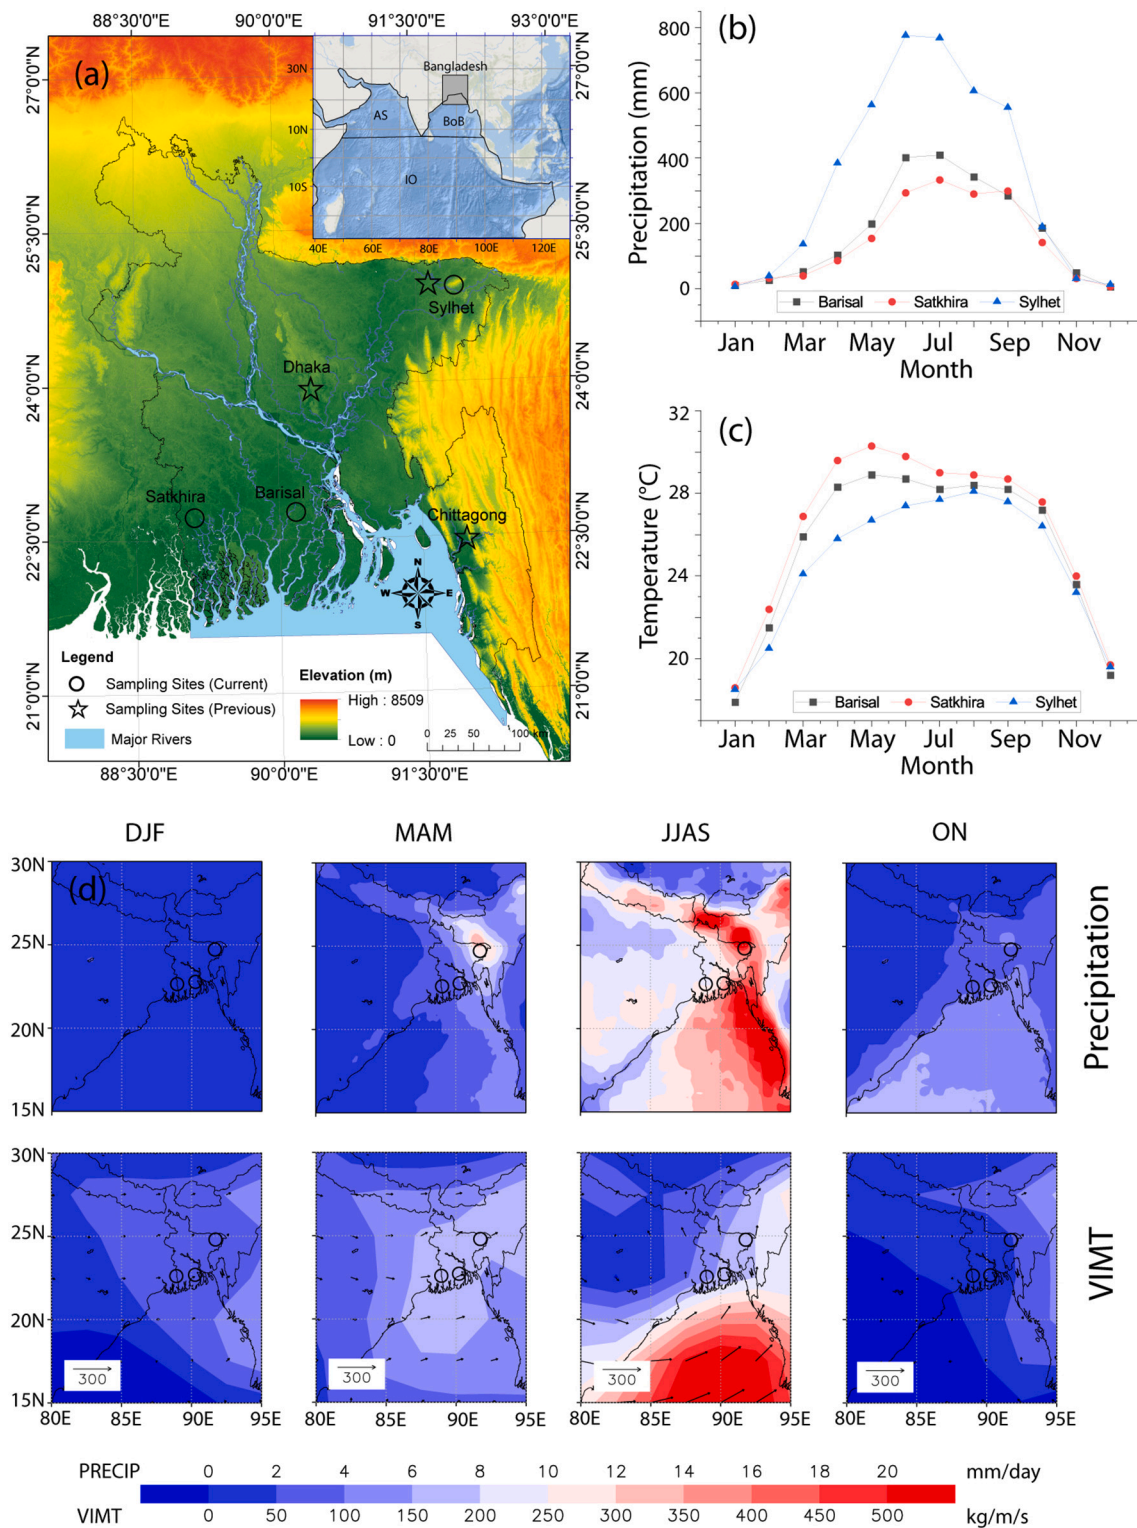 88°30'0"E 90°00'0"E 91°30'0"E 93°0'0"E
(a)
27°0'0"N
25°30'0"N
24°0'0"N
22°30'0"N
21°0'0"N
30N
10N
10S
40E 60E 80E 100E 120E
Bangladesh
AS
BoB
IO
Sylhet
Dhaka
Satkhira
Barisal
Chittagong
N
W E
S
Legend
Sampling Sites (Current)
Sampling Sites (Previous)
Major Rivers
Elevation (m)
High : 8509
Low : 0
0 25 50 100 km
27°0'0"N
25°30'0"N
24°0'0"N
22°30'0"N
21°0'0"N
88°30'0"E 90°00'0"E 91°30'0"E
(b)
Precipitation (mm)
800
600
400
200
0
Barisal Satkhira Sylhet
Jan Mar May Jul Sep Nov
Month
(c)
Temperature (°C)
32
28
24
20
Barisal Satkhira Sylhet
Jan Mar May Jul Sep Nov
Month
DJF MAM JJAS ON
(d)
30N
25N
20N
15N
Precipitation
30N
25N
20N
15N
300 300 300 300
VIMT
80E 85E 90E 95E 80E 85E 90E 95E 80E 85E 90E 95E 80E 85E 90E 95E
PRECIP 0 2 4 6 8 10 12 14 16 18 20 mm/day
VIMT 0 50 100 150 200 250 300 350 400 450 500 kg/m/s